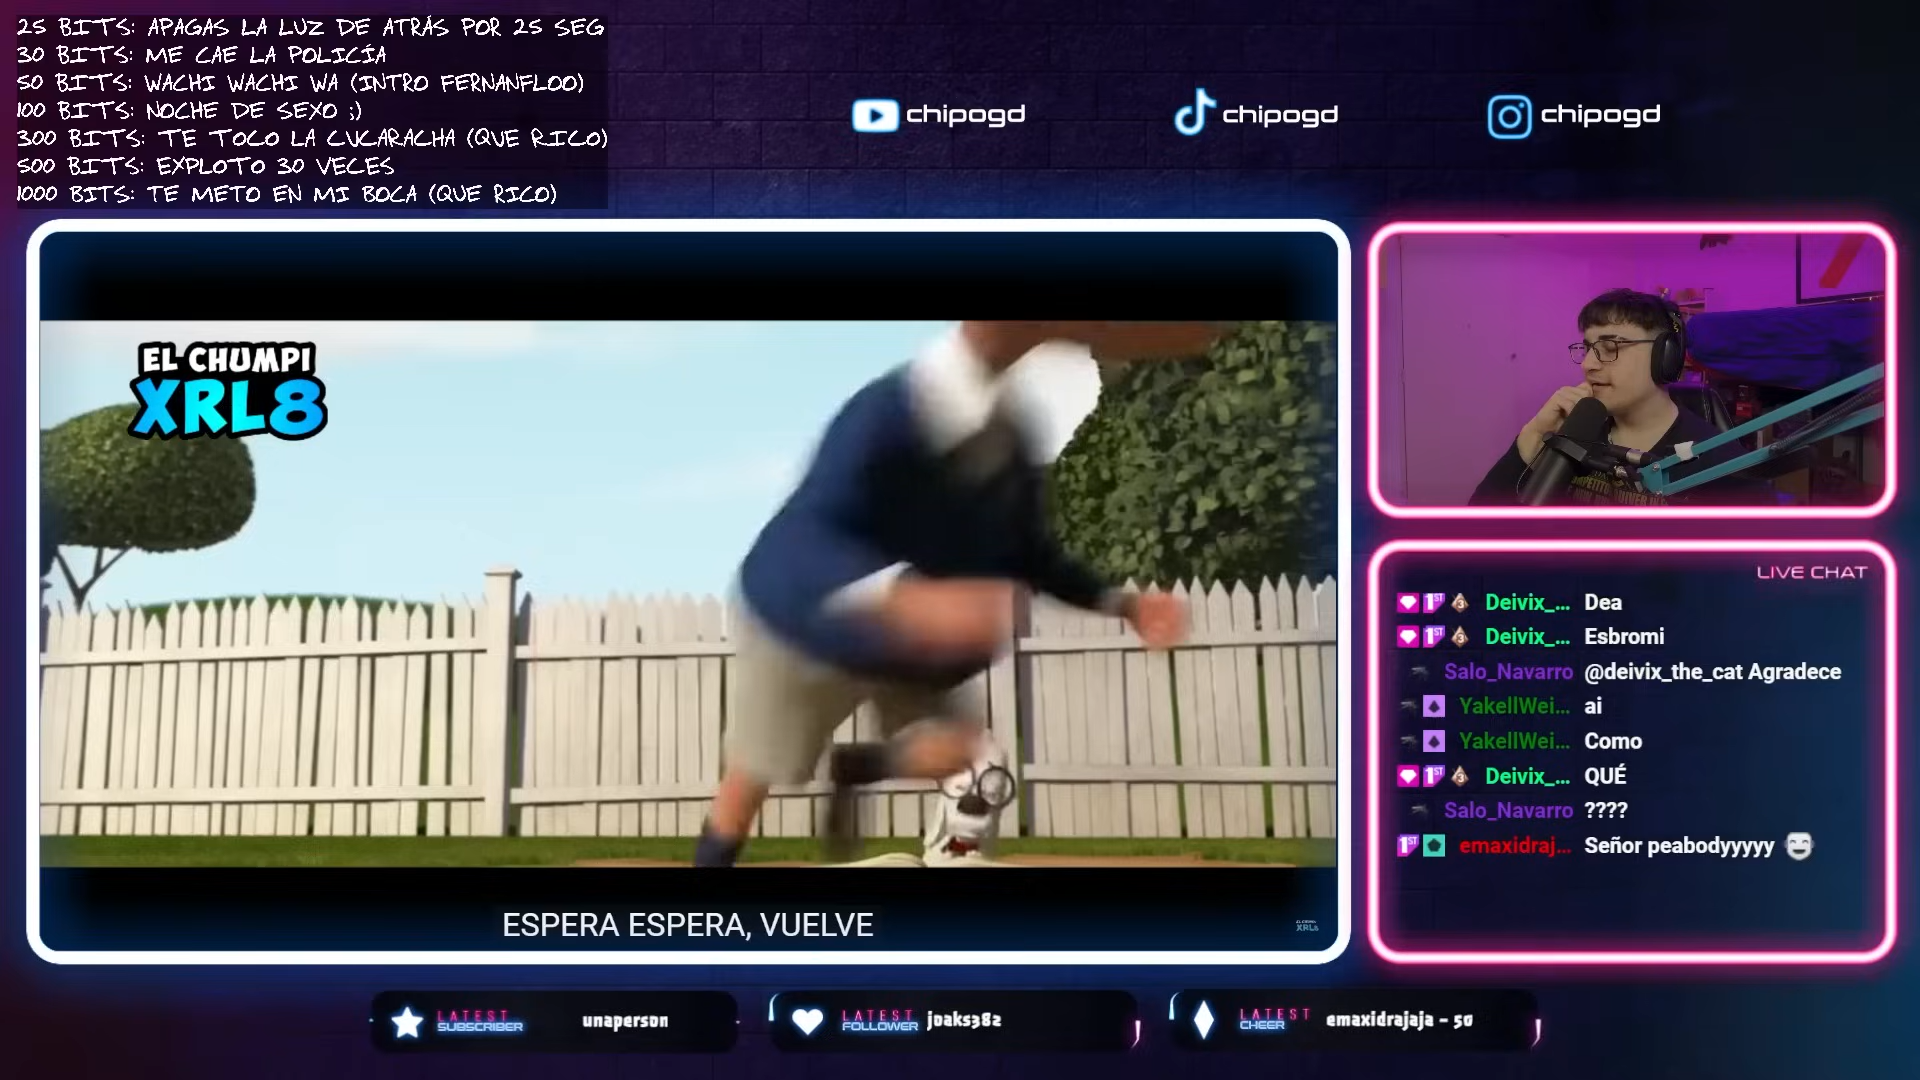 25 BITS: APAGAS LA LUZ DE ATRÁS POR 25 SEG
30 BITS: ME CAE LA POLICÍA
50 BITS: WACHI WACHI WA (INTRO FERNANFLOO)
100 BITS: NOCHE DE SEXO ;)
300 BITS: TE TOCO LA CUCARACHA (QUE RICO)
500 BITS: EXPLOTO 30 VECES
1000 BITS: TE METO EN MI BOCA (QUE RICO)
chipogd
chipogd
chipogd
EL CHUMPI
XRL8
ESPERA ESPERA, VUELVE
XRL8
LIVE CHAT
Deivix_... Dea
Deivix_... Esbromi
Salo_Navarro @deivix_the_cat Agradece
YakellWei... ai
YakellWei... Como
Deivix_... QUÉ
Salo_Navarro ????
emaxidraj... Señor peabodyyyyy
LATEST SUBSCRIBER unaperson
LATEST FOLLOWER joaks382
LATEST CHEER emaxidrajaja - 50